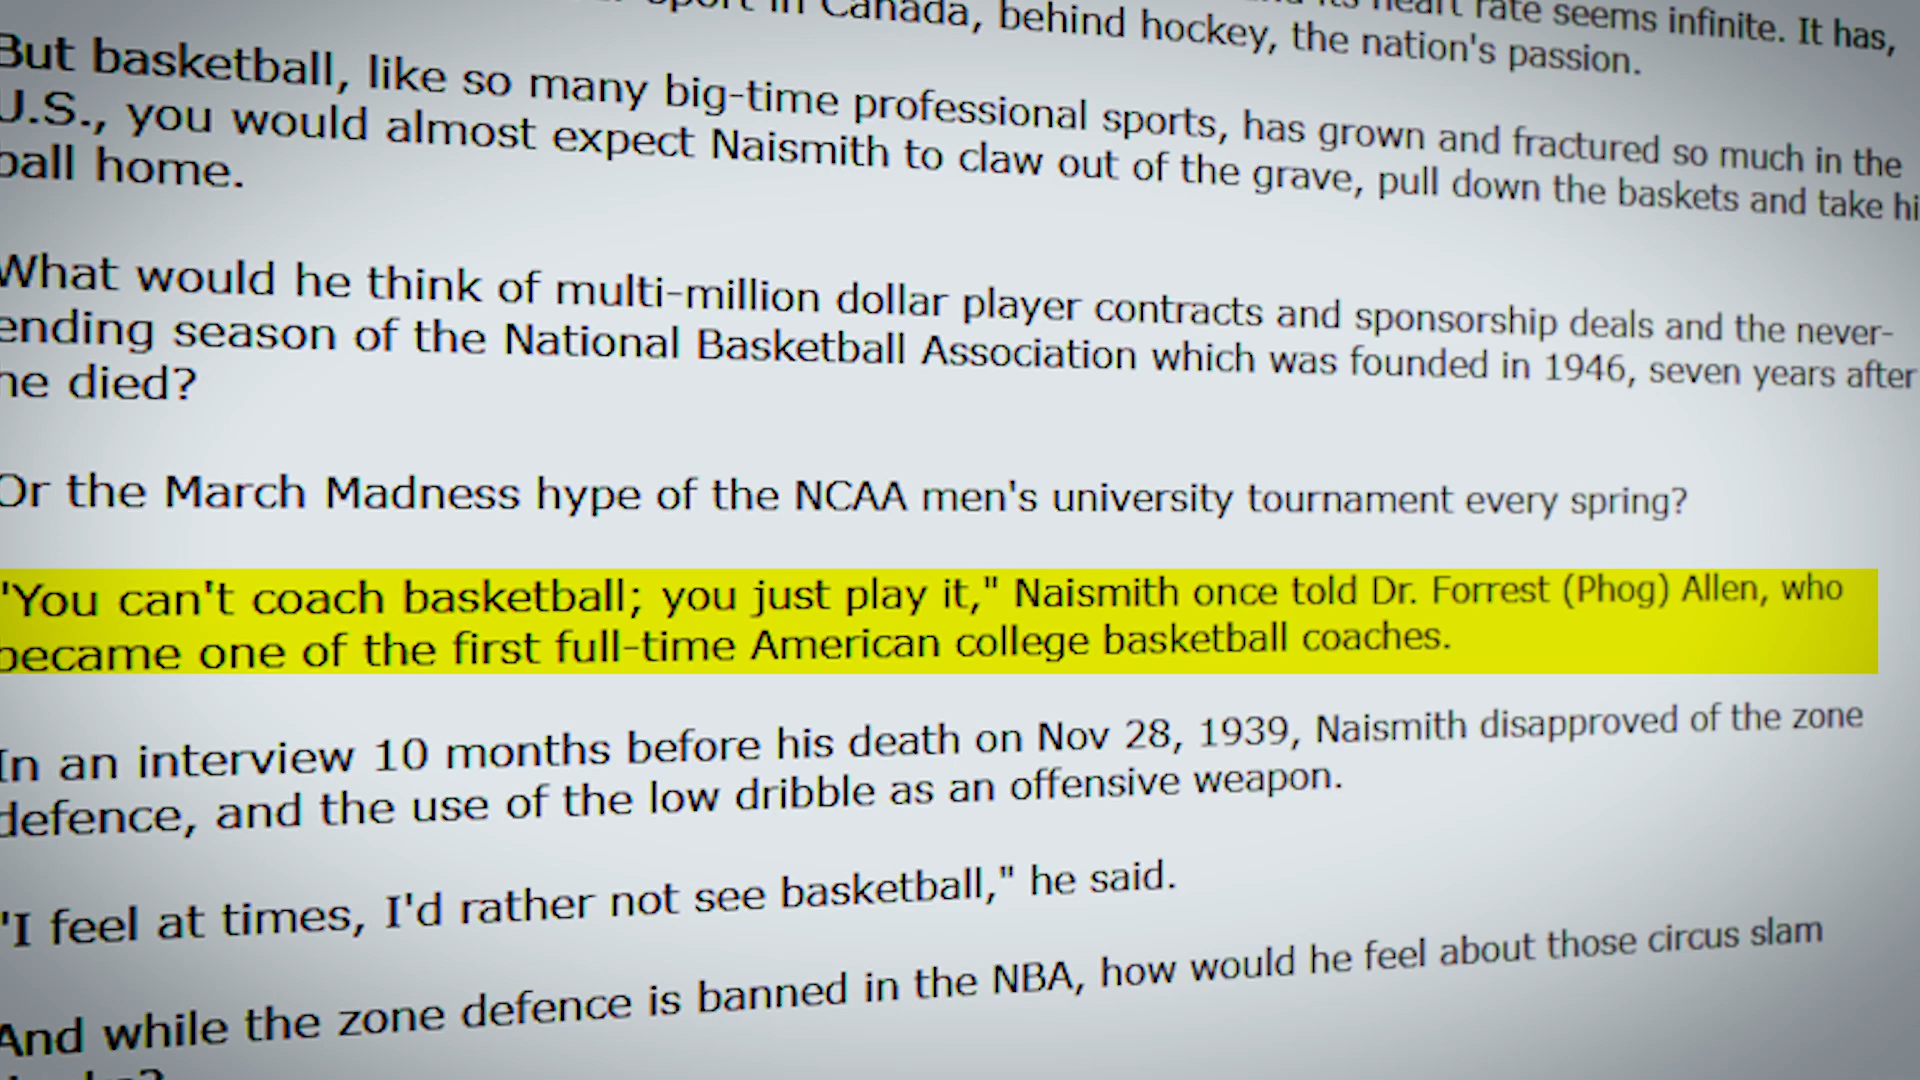 sport in Canada, behind hockey, the nation's passion.
its heart rate seems infinite. It has,
But basketball, like so many big-time professional sports, has grown and fractured so much in the
U.S., you would almost expect Naismith to claw out of the grave, pull down the baskets and take hi
ball home.
What would he think of multi-million dollar player contracts and sponsorship deals and the never-
ending season of the National Basketball Association which was founded in 1946, seven years after
he died?
Or the March Madness hype of the NCAA men's university tournament every spring?
"You can't coach basketball; you just play it," Naismith once told Dr. Forrest (Phog) Allen, who
became one of the first full-time American college basketball coaches.
In an interview 10 months before his death on Nov 28, 1939, Naismith disapproved of the zone
defence, and the use of the low dribble as an offensive weapon.
"I feel at times, I'd rather not see basketball," he said.
And while the zone defence is banned in the NBA, how would he feel about those circus slam